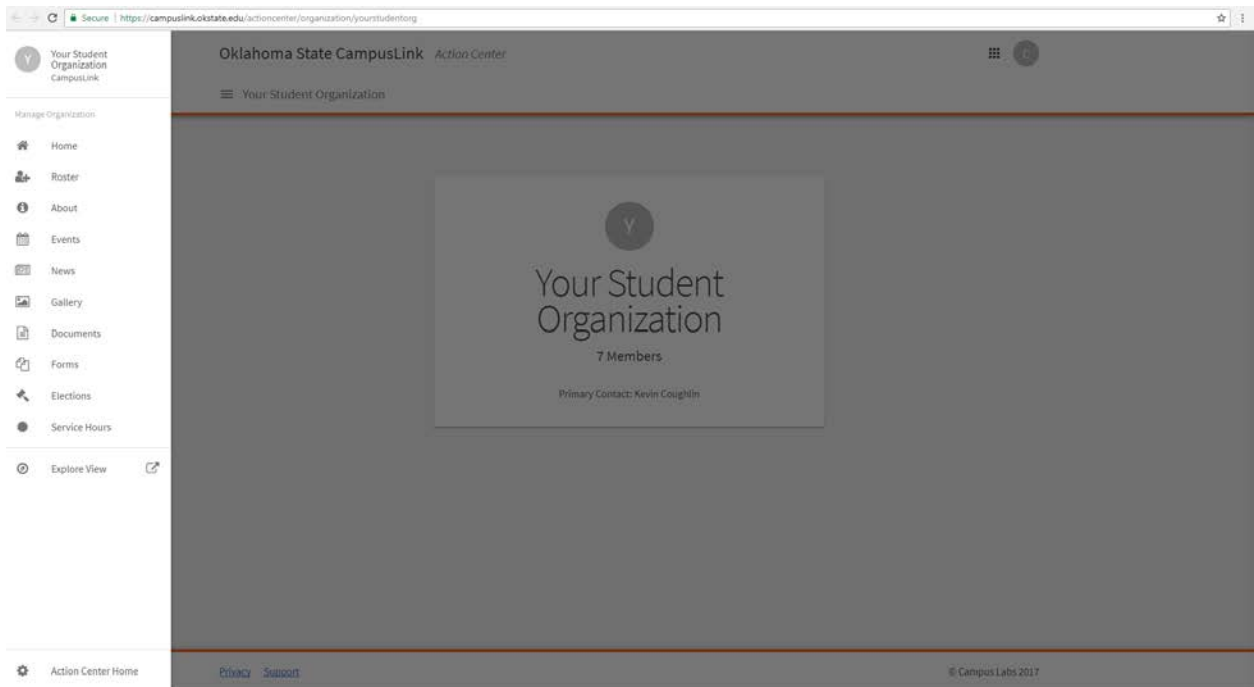 Secure | https://campuslink.okstate.edu/actioncenter/organization/yourstudentorg
Y
Your Student
Organization
CampusLink
Manage Organization
Home
Roster
About
Events
News
Gallery
Documents
Forms
Elections
Service Hours
Explore View
Action Center Home
Oklahoma State CampusLink Action Center
Your Student Organization
Y
Your Student
Organization
7 Members
Primary Contact: Kevin Coughlin
Privacy Support
© Campus Labs 2017